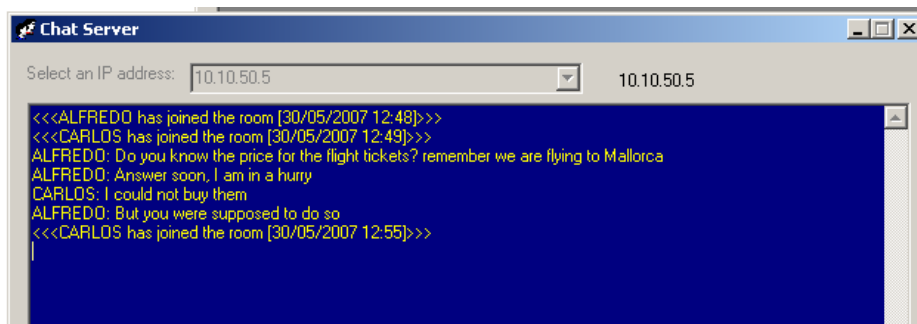 Chat Server
Select an IP address: 10.10.50.5 10.10.50.5
<<<ALFREDO has joined the room [30/05/2007 12:48]>>>
<<<CARLOS has joined the room [30/05/2007 12:49]>>>
ALFREDO: Do you know the price for the flight tickets? remember we are flying to Mallorca
ALFREDO: Answer soon, I am in a hurry
CARLOS: I could not buy them
ALFREDO: But you were supposed to do so
<<<CARLOS has joined the room [30/05/2007 12:55]>>>